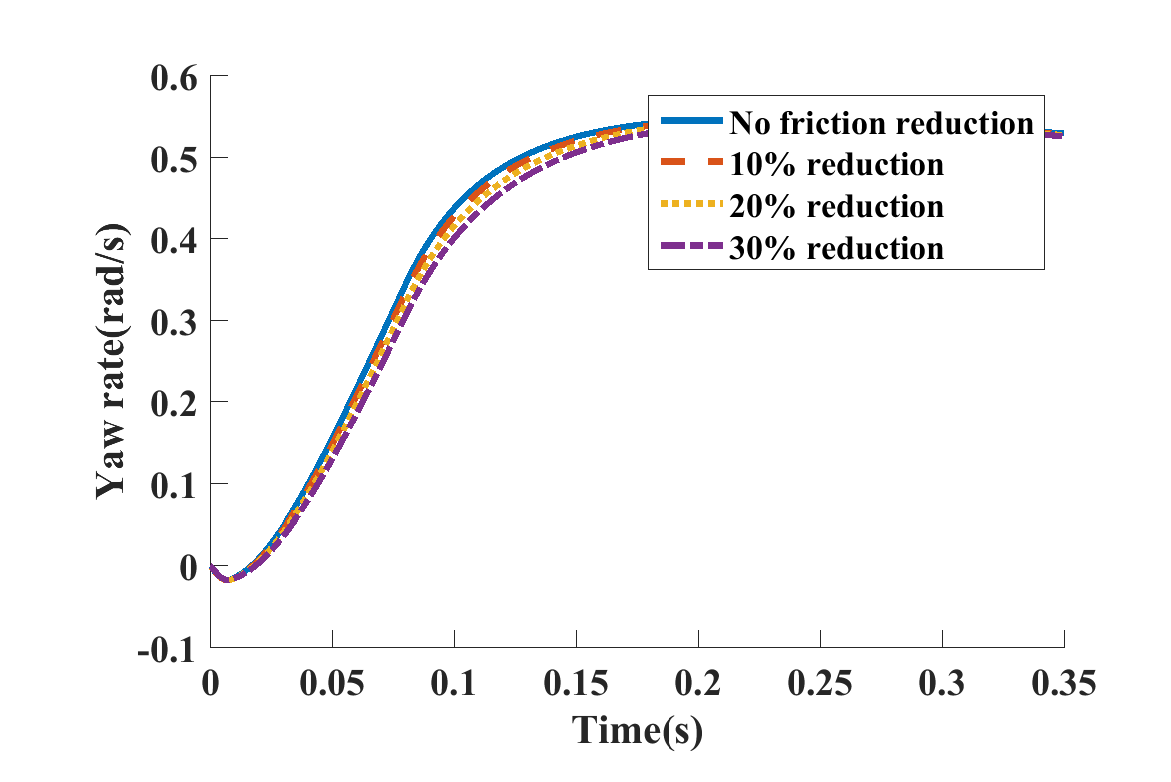 0.6
0.5
0.4
0.3
0.2
0.1
0
-0.1
Yaw rate(rad/s)
No friction reduction
10% reduction
20% reduction
30% reduction
0 0.05 0.1 0.15 0.2 0.25 0.3 0.35
Time(s)